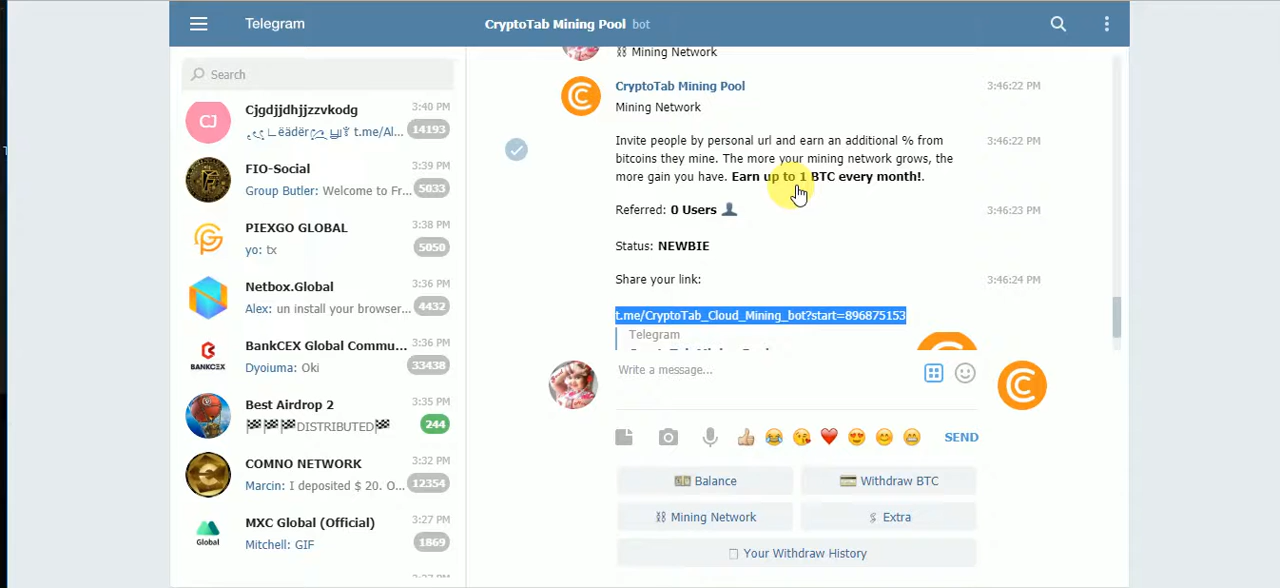 Telegram
CryptoTab Mining Pool bot
Search
Cjgdjjdhjjzzvkodg 3:40 PM
CJ
t.me/Al... 14193
FIO-Social 3:39 PM
Group Butler: Welcome to Fr... 5033
PIEXGO GLOBAL 3:38 PM
yo: tx 5050
Netbox.Global 3:36 PM
Alex: un install your browser... 4432
BankCEX Global Commu... 3:36 PM
BANKCEX
Dyoiuma: Oki 33438
Best Airdrop 2 3:35 PM
DISTRIBUTED 244
COMNO NETWORK 3:32 PM
Marcin: I deposited $ 20. O... 12354
MXC Global (Official) 3:27 PM
Global
Mitchell: GIF 1869
Mining Network
CryptoTab Mining Pool 3:46:22 PM
Mining Network
Invite people by personal url and earn an additional % from 3:46:22 PM
bitcoins they mine. The more your mining network grows, the
more gain you have. Earn up to 1 BTC every month!.
Referred: 0 Users 3:46:23 PM
Status: NEWBIE
Share your link: 3:46:24 PM
t.me/CryptoTab_Cloud_Mining_bot?start=896875153
Telegram
Write a message...
SEND
Balance
Withdraw BTC
Mining Network
Extra
Your Withdraw History